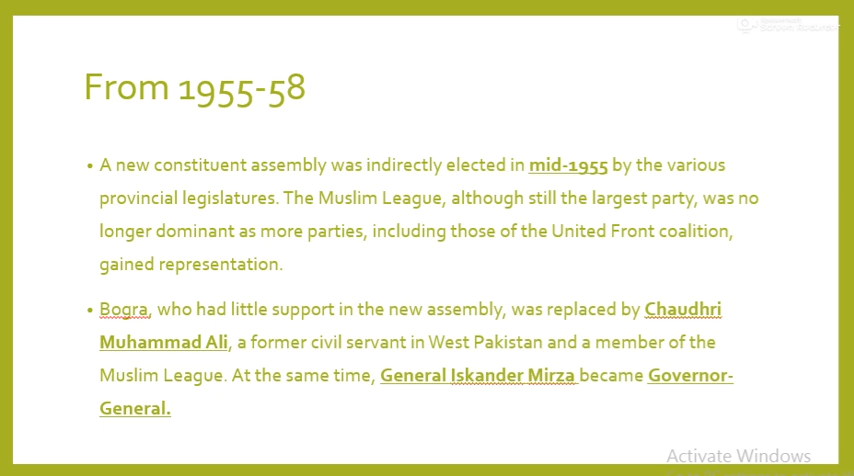 From 1955-58
• A new constituent assembly was indirectly elected in mid-1955 by the various
provincial legislatures. The Muslim League, although still the largest party, was no
longer dominant as more parties, including those of the United Front coalition,
gained representation.
• Bogra, who had little support in the new assembly, was replaced by Chaudhri
Muhammad Ali, a former civil servant in West Pakistan and a member of the
Muslim League. At the same time, General Iskander Mirza became Governor-
General.
Activate Windows